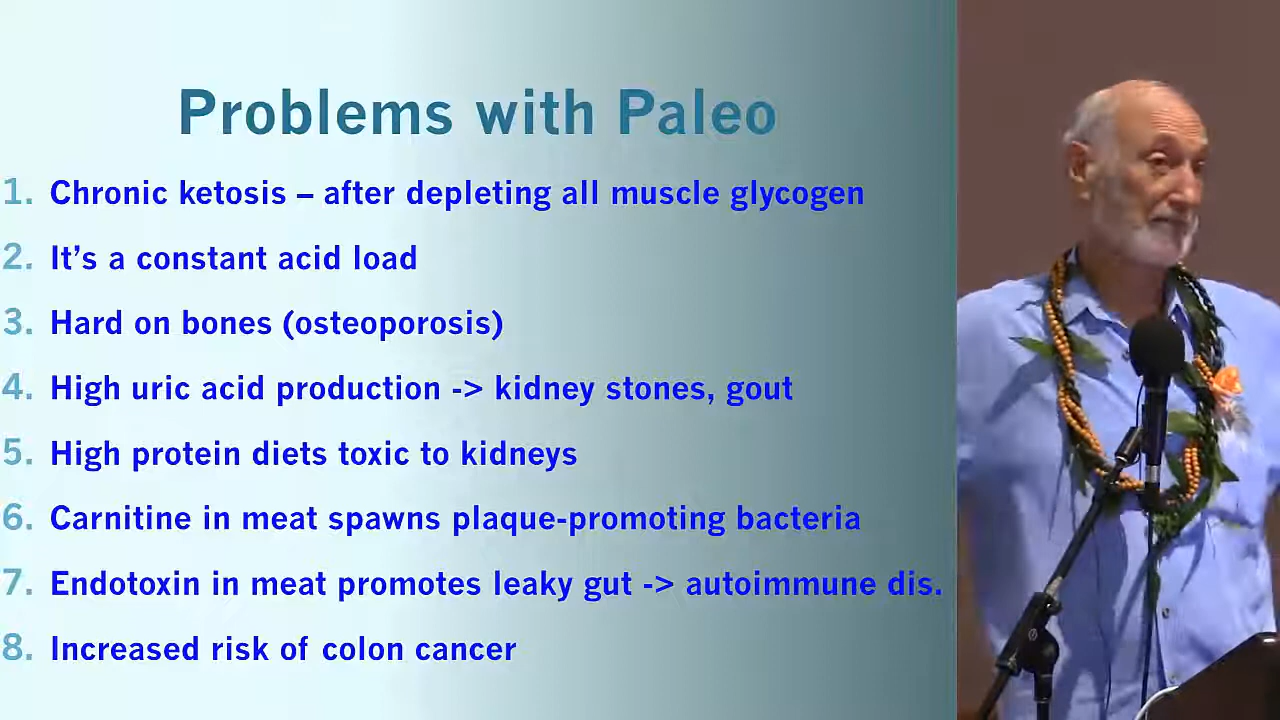 Problems with Paleo
1. Chronic ketosis – after depleting all muscle glycogen
2. It’s a constant acid load
3. Hard on bones (osteoporosis)
4. High uric acid production -> kidney stones, gout
5. High protein diets toxic to kidneys
6. Carnitine in meat spawns plaque-promoting bacteria
7. Endotoxin in meat promotes leaky gut -> autoimmune dis.
8. Increased risk of colon cancer